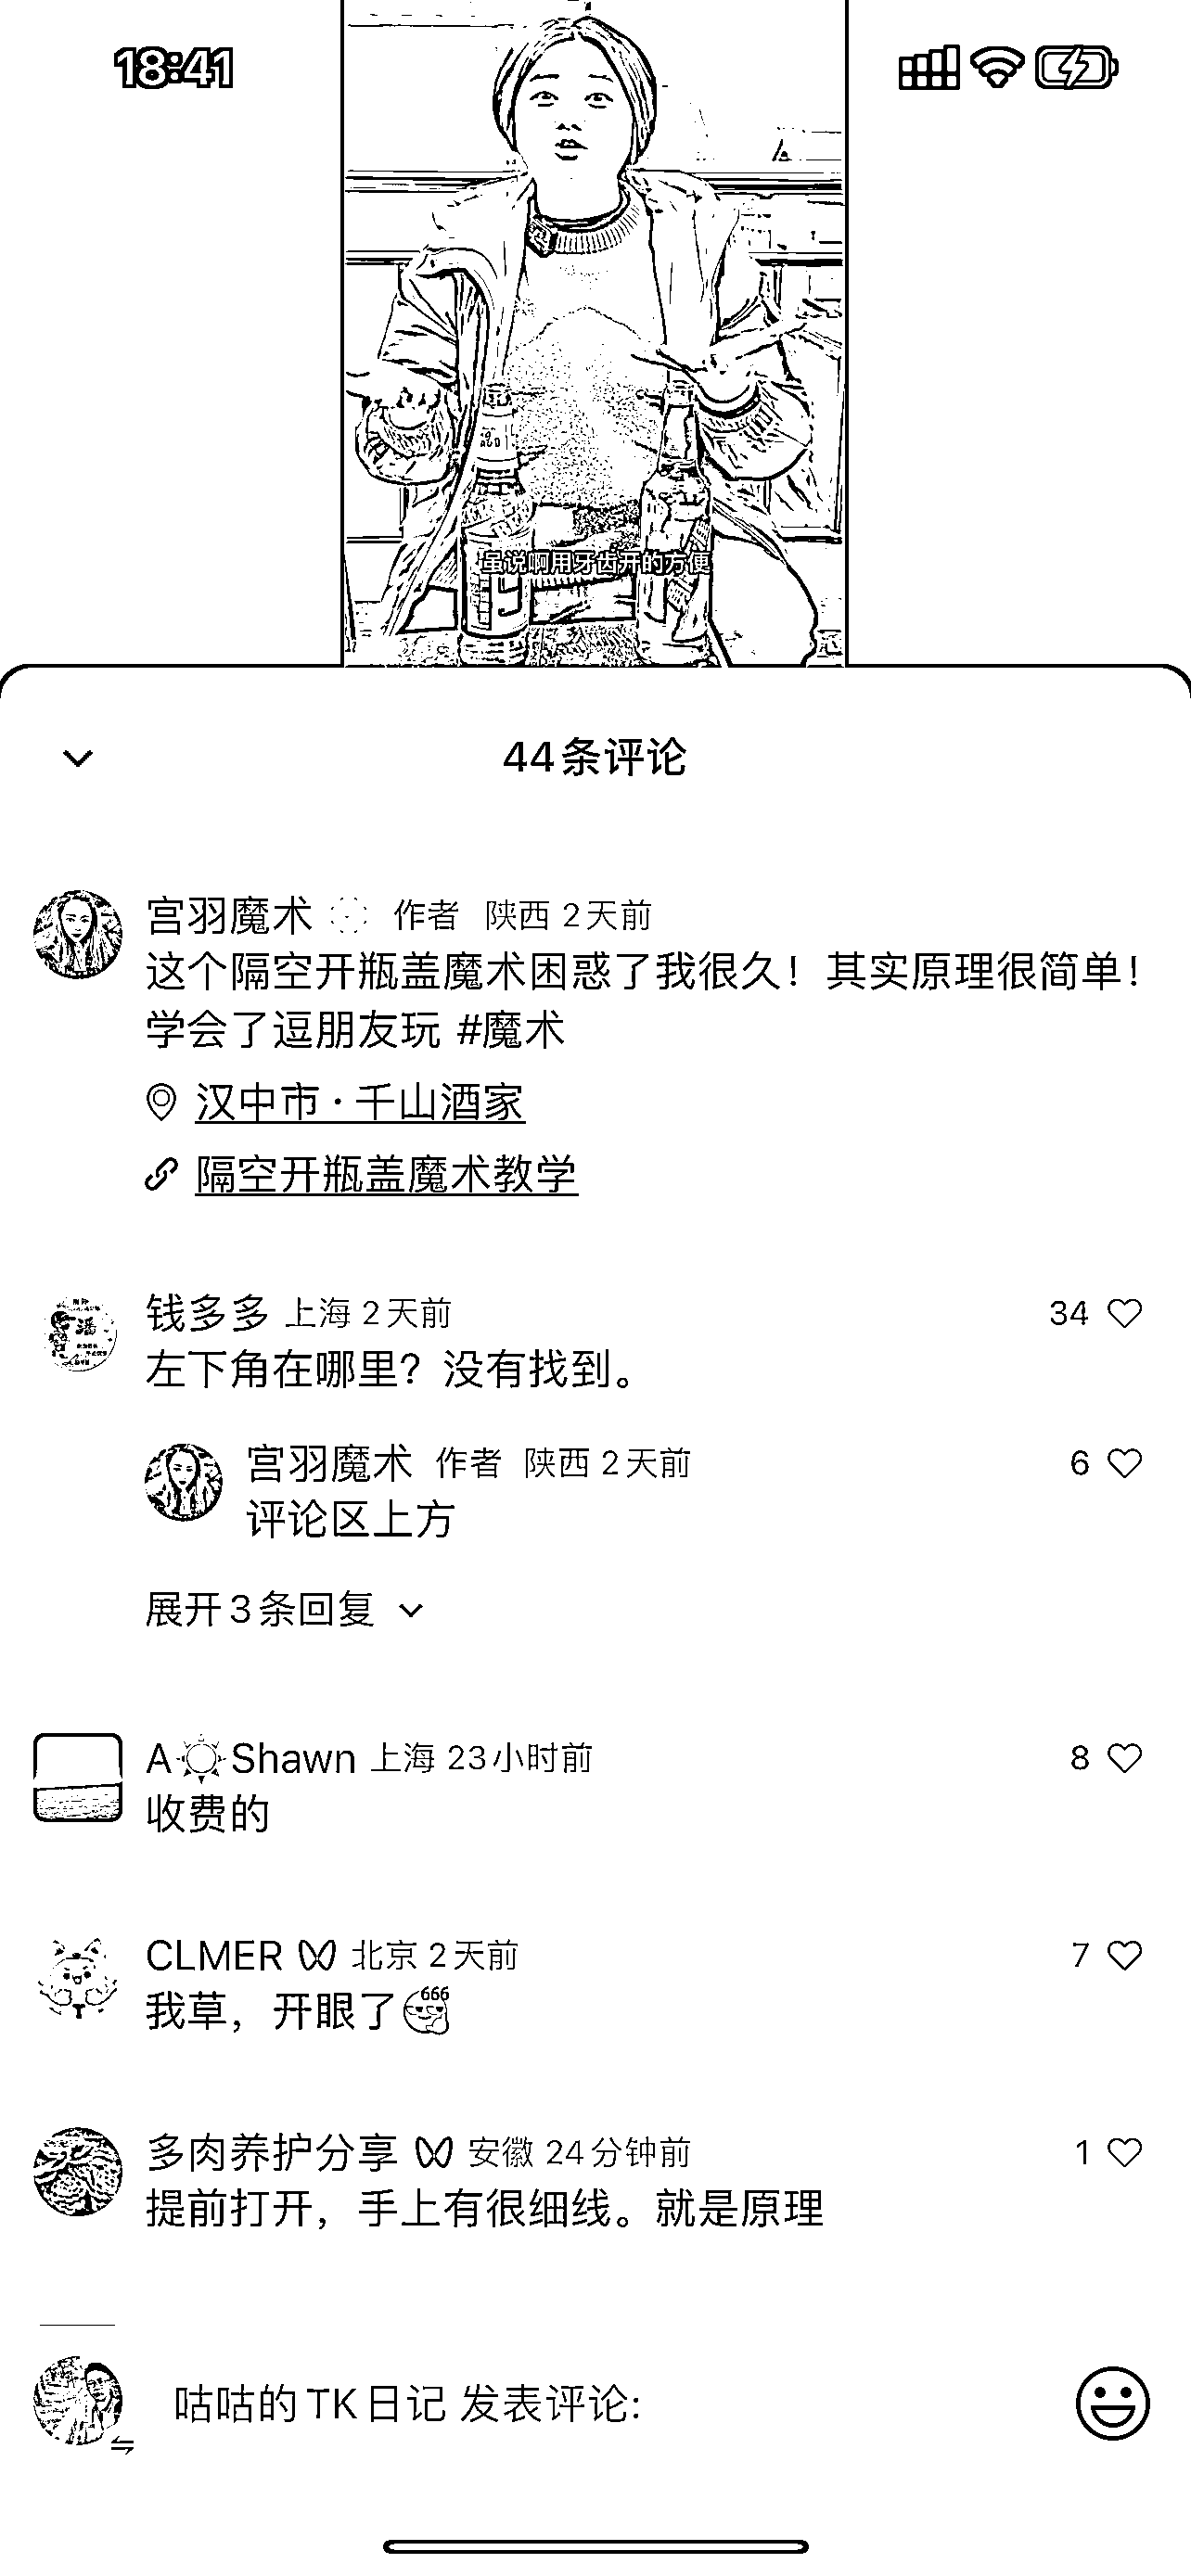 18:41
虽说啊用牙齿开的方便
44条评论
宫羽魔术 作者 陕西 2天前
这个隔空开瓶盖魔术困惑了我很久！其实原理很简单！
学会了逗朋友玩 #魔术
汉中市·千山酒家
隔空开瓶盖魔术教学
钱多多 上海 2天前 34
左下角在哪里？没有找到。
宫羽魔术 作者 陕西 2天前 6
评论区上方
展开3条回复
A☀Shawn 上海 23小时前 8
收费的
CLMER 北京 2天前 7
我草，开眼了
666
多肉养护分享 安徽 24分钟前 1
提前打开，手上有很细线。就是原理
咕咕的TK日记 发表评论: